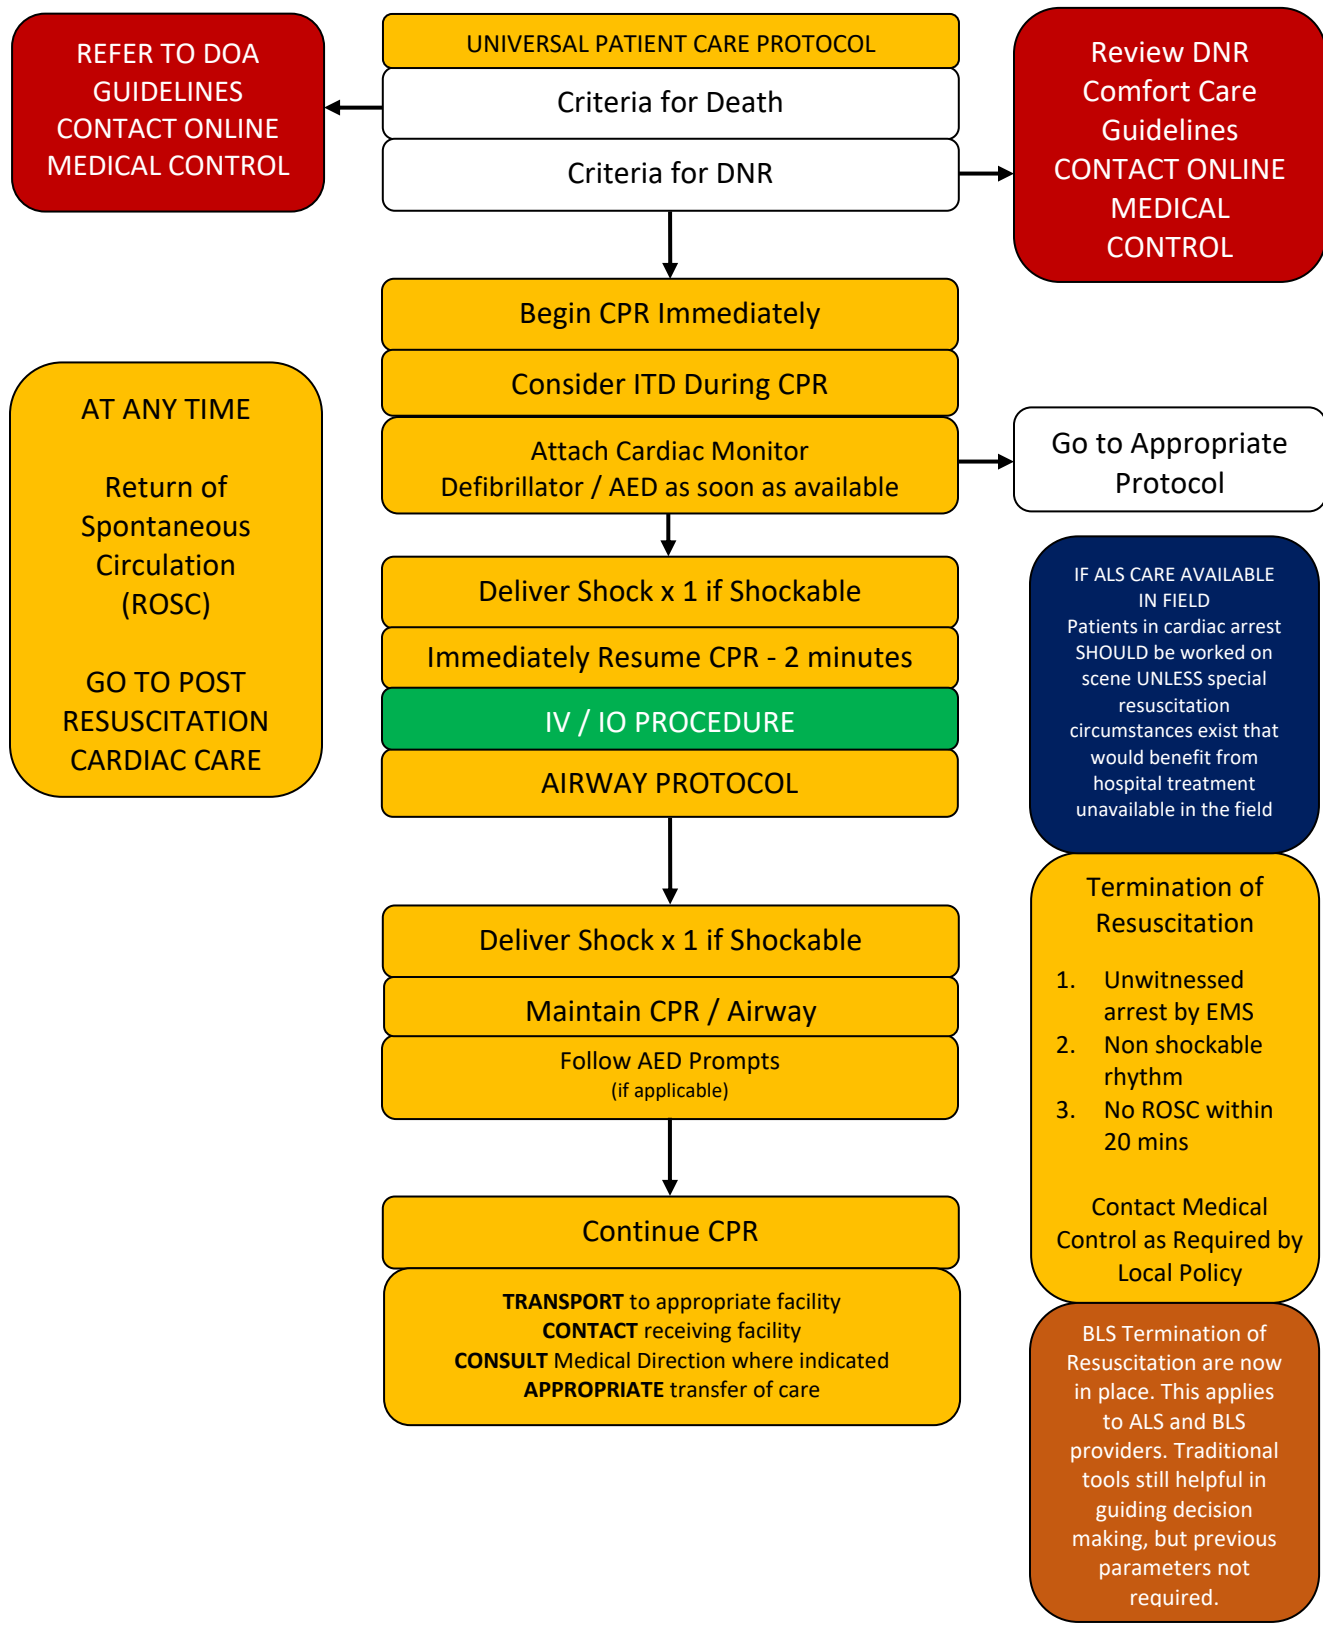 REFER TO DOA
GUIDELINES
CONTACT ONLINE
MEDICAL CONTROL
UNIVERSAL PATIENT CARE PROTOCOL
Criteria for Death
Criteria for DNR
Review DNR
Comfort Care
Guidelines
CONTACT ONLINE
MEDICAL
CONTROL
Begin CPR Immediately
Consider ITD During CPR
Attach Cardiac Monitor
Defibrillator / AED as soon as available
Go to Appropriate
Protocol
AT ANY TIME
Return of
Spontaneous
Circulation
(ROSC)
GO TO POST
RESUSCITATION
CARDIAC CARE
Deliver Shock x 1 if Shockable
Immediately Resume CPR - 2 minutes
IV / IO PROCEDURE
AIRWAY PROTOCOL
IF ALS CARE AVAILABLE
IN FIELD
Patients in cardiac arrest
SHOULD be worked on
scene UNLESS special
resuscitation
circumstances exist that
would benefit from
hospital treatment
unavailable in the field
Deliver Shock x 1 if Shockable
Maintain CPR / Airway
Follow AED Prompts
(if applicable)
Termination of
Resuscitation
1. Unwitnessed
arrest by EMS
2. Non shockable
rhythm
3. No ROSC within
20 mins
Contact Medical
Control as Required by
Local Policy
Continue CPR
TRANSPORT to appropriate facility
CONTACT receiving facility
CONSULT Medical Direction where indicated
APPROPRIATE transfer of care
BLS Termination of
Resuscitation are now
in place. This applies
to ALS and BLS
providers. Traditional
tools still helpful in
guiding decision
making, but previous
parameters not
required.